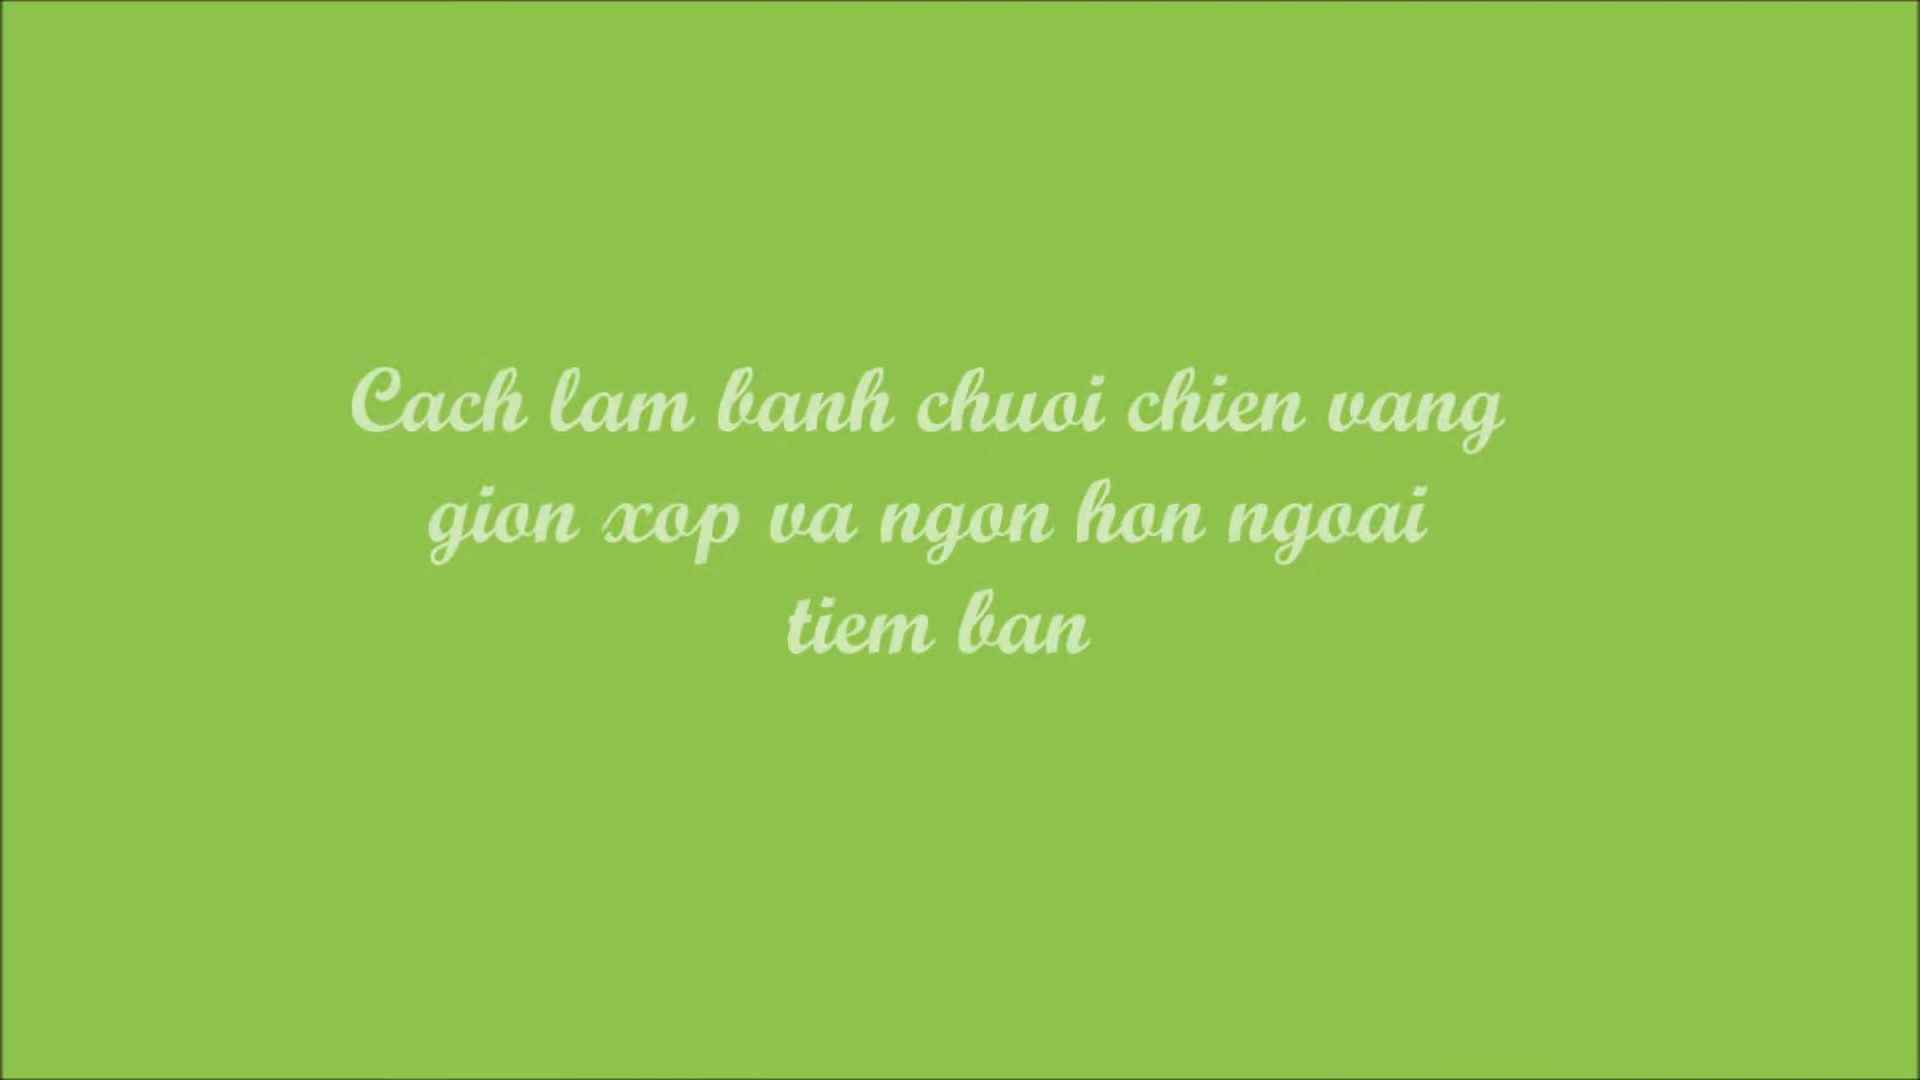 Cach lam banh chuoi chien vang
gion xop va ngon hon ngoai
tiem ban